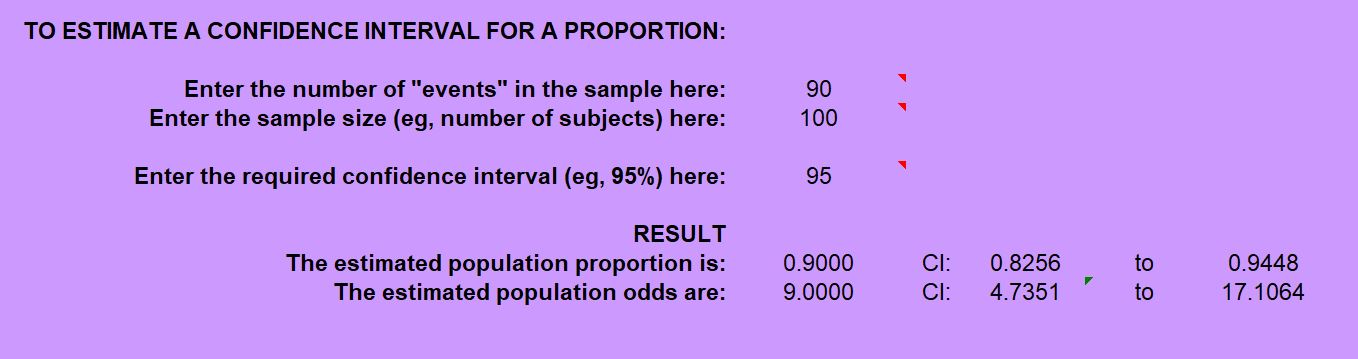 TO ESTIMATE A CONFIDENCE INTERVAL FOR A PROPORTION:
Enter the number of "events" in the sample here: 90
Enter the sample size (eg, number of subjects) here: 100
Enter the required confidence interval (eg, 95%) here: 95
RESULT
The estimated population proportion is: 0.9000 CI: 0.8256 to 0.9448
The estimated population odds are: 9.0000 CI: 4.7351 to 17.1064